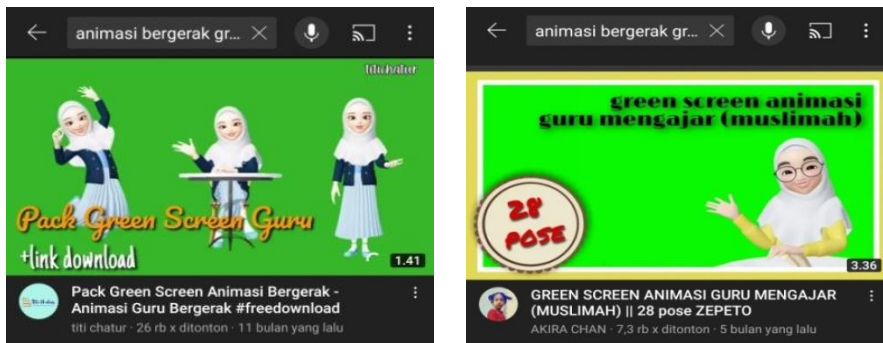 animasi bergerak gr...
titichatur
Pack Green Screen Guru
+link download
1.41
Pack Green Screen Animasi Bergerak -
Animasi Guru Bergerak #freedownload
titi chatur · 26 rb x ditonton · 11 bulan yang lalu
animasi bergerak gr...
green screen animasi
guru mengajar (muslimah)
28
POSE
3.36
GREEN SCREEN ANIMASI GURU MENGAJAR
(MUSLIMAH) || 28 pose ZEPETO
AKIRA CHAN · 7,3 rb x ditonton · 5 bulan yang lalu